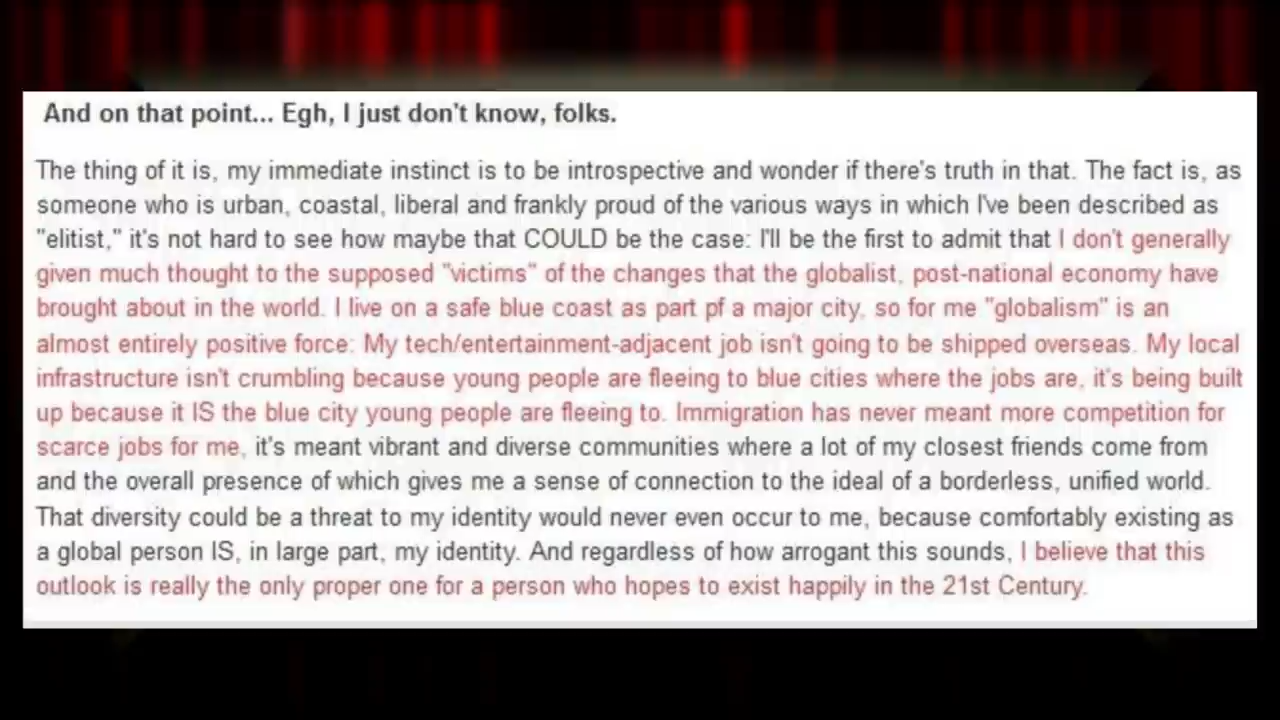 And on that point... Egh, I just don't know, folks.
The thing of it is, my immediate instinct is to be introspective and wonder if there's truth in that. The fact is, as
someone who is urban, coastal, liberal and frankly proud of the various ways in which I've been described as
"elitist," it's not hard to see how maybe that COULD be the case: I'll be the first to admit that I don't generally
given much thought to the supposed "victims" of the changes that the globalist, post-national economy have
brought about in the world. I live on a safe blue coast as part pf a major city, so for me "globalism" is an
almost entirely positive force: My tech/entertainment-adjacent job isn't going to be shipped overseas. My local
infrastructure isn't crumbling because young people are fleeing to blue cities where the jobs are, it's being built
up because it IS the blue city young people are fleeing to. Immigration has never meant more competition for
scarce jobs for me, it's meant vibrant and diverse communities where a lot of my closest friends come from
and the overall presence of which gives me a sense of connection to the ideal of a borderless, unified world.
That diversity could be a threat to my identity would never even occur to me, because comfortably existing as
a global person IS, in large part, my identity. And regardless of how arrogant this sounds, I believe that this
outlook is really the only proper one for a person who hopes to exist happily in the 21st Century.